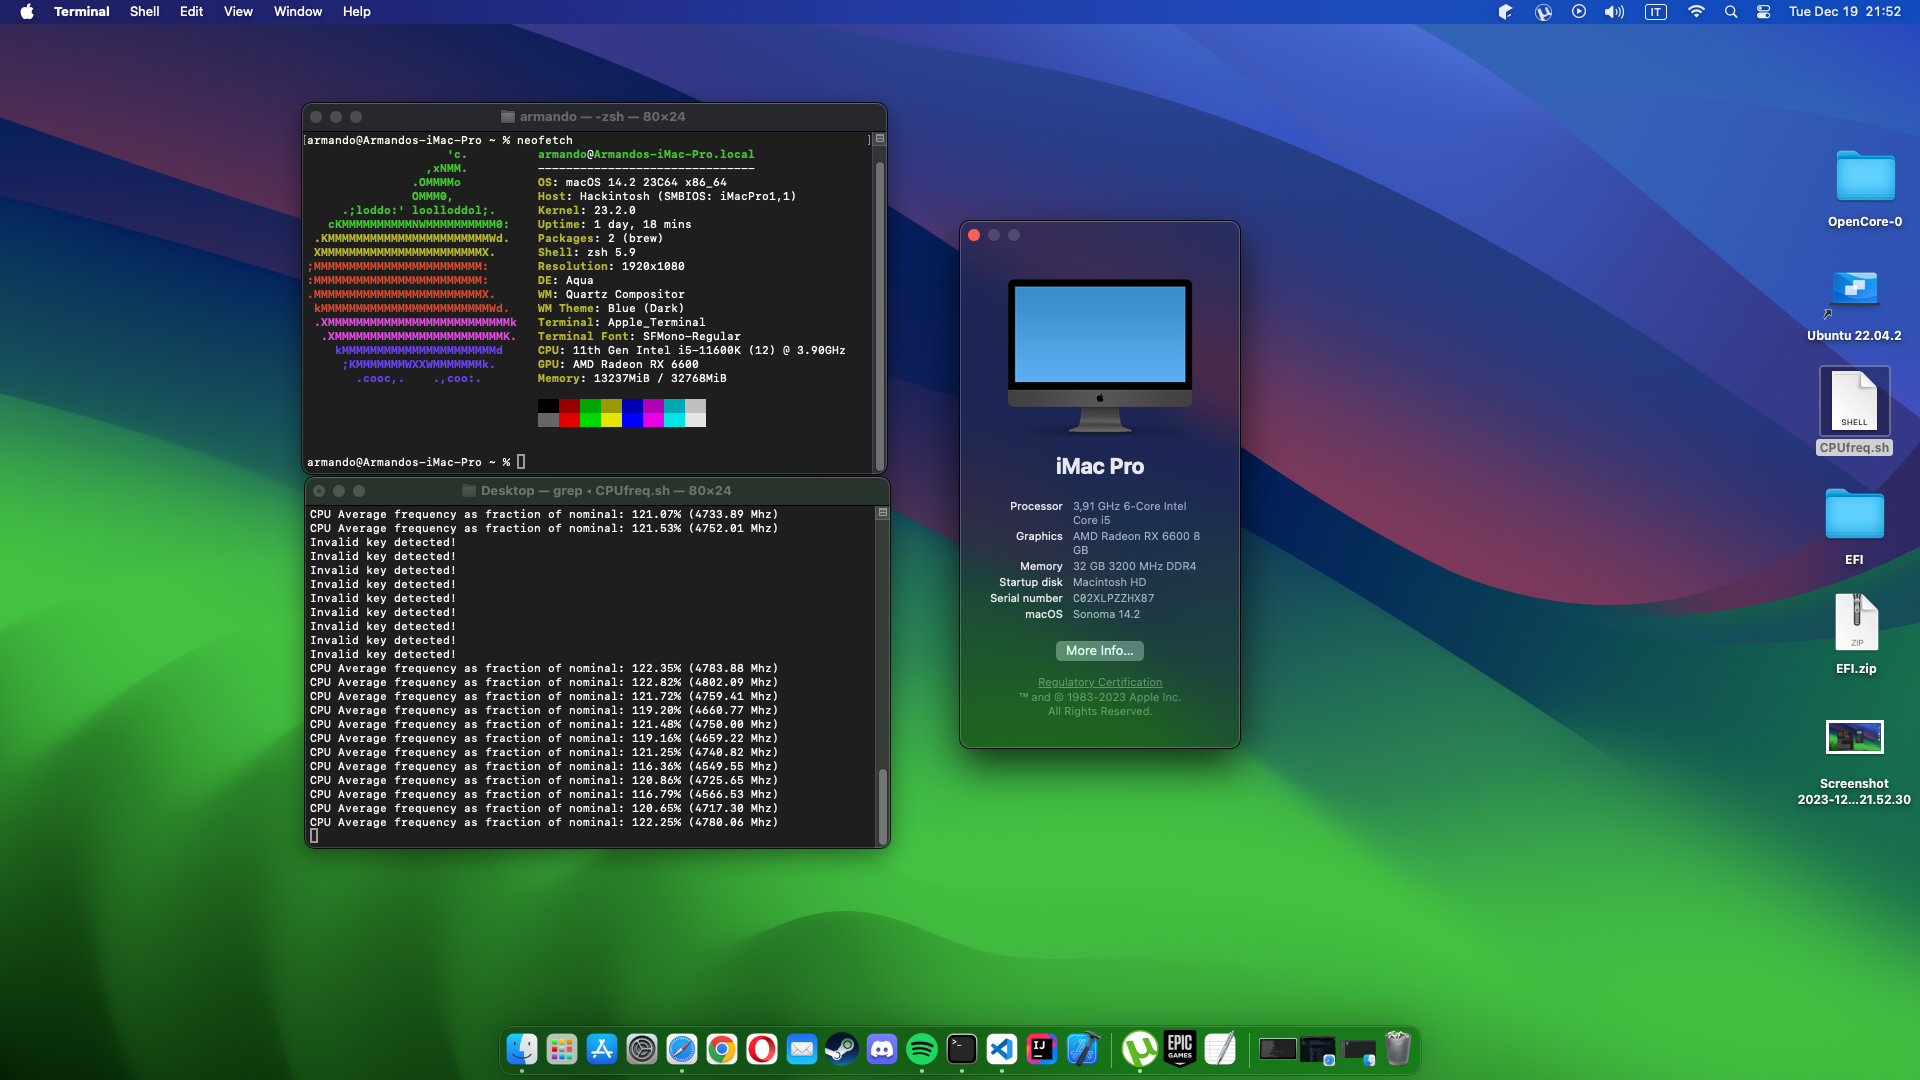 Terminal Shell Edit View Window Help
IT Tue Dec 19 21:52
armando — -zsh — 80×24
[armando@Armandos-iMac-Pro ~ % neofetch ]
'c. armando@Armandos-iMac-Pro.local
,xNMM. -------------------------------
.OMMMMo OS: macOS 14.2 23C64 x86_64
OMMM0, Host: Hackintosh (SMBIOS: iMacPro1,1)
.;loddo:' loolloddol;. Kernel: 23.2.0
cKMMMMMMMMMMNWMMMMMMMMMM0: Uptime: 1 day, 18 mins
.KMMMMMMMMMMMMMMMMMMMMMMMWd. Packages: 2 (brew)
XMMMMMMMMMMMMMMMMMMMMMMMX. Shell: zsh 5.9
;MMMMMMMMMMMMMMMMMMMMMMMM: Resolution: 1920x1080
:MMMMMMMMMMMMMMMMMMMMMMMM: DE: Aqua
.MMMMMMMMMMMMMMMMMMMMMMMMX. WM: Quartz Compositor
kMMMMMMMMMMMMMMMMMMMMMMMMWd. WM Theme: Blue (Dark)
.XMMMMMMMMMMMMMMMMMMMMMMMMMMk Terminal: Apple_Terminal
.XMMMMMMMMMMMMMMMMMMMMMMMMK. Terminal Font: SFMono-Regular
kMMMMMMMMMMMMMMMMMMMMMMd CPU: 11th Gen Intel i5-11600K (12) @ 3.90GHz
;KMMMMMMMWXXWMMMMMMMk. GPU: AMD Radeon RX 6600
.cooc,. .,coo:. Memory: 13237MiB / 32768MiB
armando@Armandos-iMac-Pro ~ %
Desktop — grep ◂ CPUfreq.sh — 80×24
CPU Average frequency as fraction of nominal: 121.07% (4733.89 Mhz)
CPU Average frequency as fraction of nominal: 121.53% (4752.01 Mhz)
Invalid key detected!
Invalid key detected!
Invalid key detected!
Invalid key detected!
Invalid key detected!
Invalid key detected!
Invalid key detected!
Invalid key detected!
Invalid key detected!
CPU Average frequency as fraction of nominal: 122.35% (4783.88 Mhz)
CPU Average frequency as fraction of nominal: 122.82% (4802.09 Mhz)
CPU Average frequency as fraction of nominal: 121.72% (4759.41 Mhz)
CPU Average frequency as fraction of nominal: 119.20% (4660.77 Mhz)
CPU Average frequency as fraction of nominal: 121.48% (4750.00 Mhz)
CPU Average frequency as fraction of nominal: 119.16% (4659.22 Mhz)
CPU Average frequency as fraction of nominal: 121.25% (4740.82 Mhz)
CPU Average frequency as fraction of nominal: 116.36% (4549.55 Mhz)
CPU Average frequency as fraction of nominal: 120.86% (4725.65 Mhz)
CPU Average frequency as fraction of nominal: 116.79% (4566.53 Mhz)
CPU Average frequency as fraction of nominal: 120.65% (4717.30 Mhz)
CPU Average frequency as fraction of nominal: 122.25% (4780.06 Mhz)
iMac Pro
Processor 3,91 GHz 6-Core Intel
Core i5
Graphics AMD Radeon RX 6600 8
GB
Memory 32 GB 3200 MHz DDR4
Startup disk Macintosh HD
Serial number C02XLPZZHX87
macOS Sonoma 14.2
More Info...
Regulatory Certification
™ and © 1983-2023 Apple Inc.
All Rights Reserved.
OpenCore-0
Ubuntu 22.04.2
SHELL
CPUfreq.sh
EFI
ZIP
EFI.zip
Screenshot
2023-12...21.52.30
>_
IJ
EPIC
GAMES